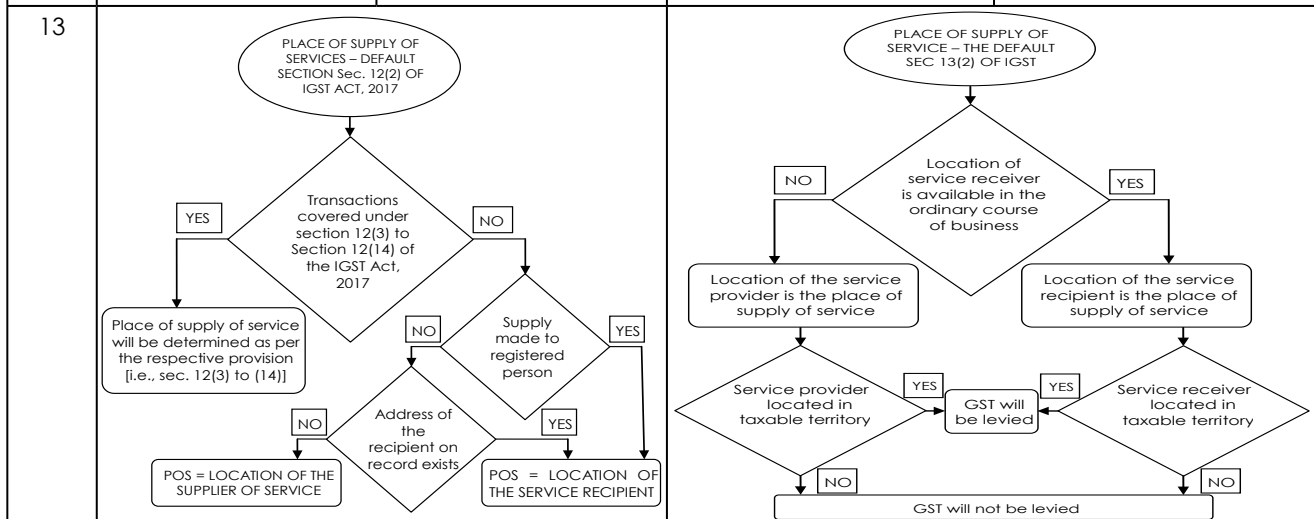 13
PLACE OF SUPPLY OF
SERVICES – DEFAULT
SECTION Sec. 12(2) OF
IGST ACT, 2017
Transactions
covered under
section 12(3) to
Section 12(14) of
the IGST Act,
2017
YES
NO
Place of supply of service
will be determined as per
the respective provision
[i.e., sec. 12(3) to (14)]
Supply
made to
registered
person
NO
YES
Address of
the
recipient on
record exists
NO
YES
POS = LOCATION OF THE
SUPPLIER OF SERVICE
POS = LOCATION OF
THE SERVICE RECIPIENT
PLACE OF SUPPLY OF
SERVICE – THE DEFAULT
SEC 13(2) OF IGST
Location of
service receiver
is available in the
ordinary course
of business
NO
YES
Location of the service
provider is the place of
supply of service
Location of the service
recipient is the place of
supply of service
Service provider
located in
taxable territory
YES
GST will
be levied
YES
Service receiver
located in
taxable territory
NO
NO
GST will not be levied